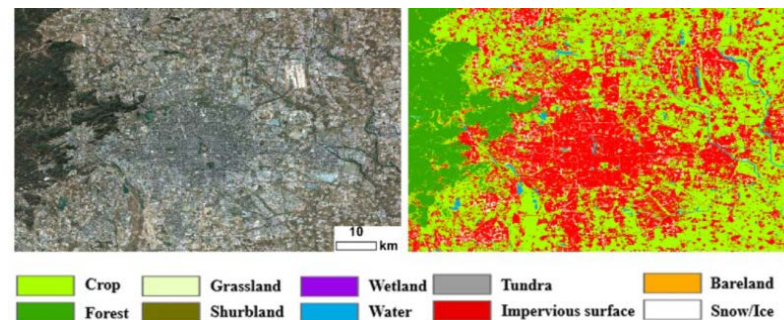 10
km
Crop Grassland Wetland Tundra Bareland
Forest Shurbland Water Impervious surface Snow/Ice